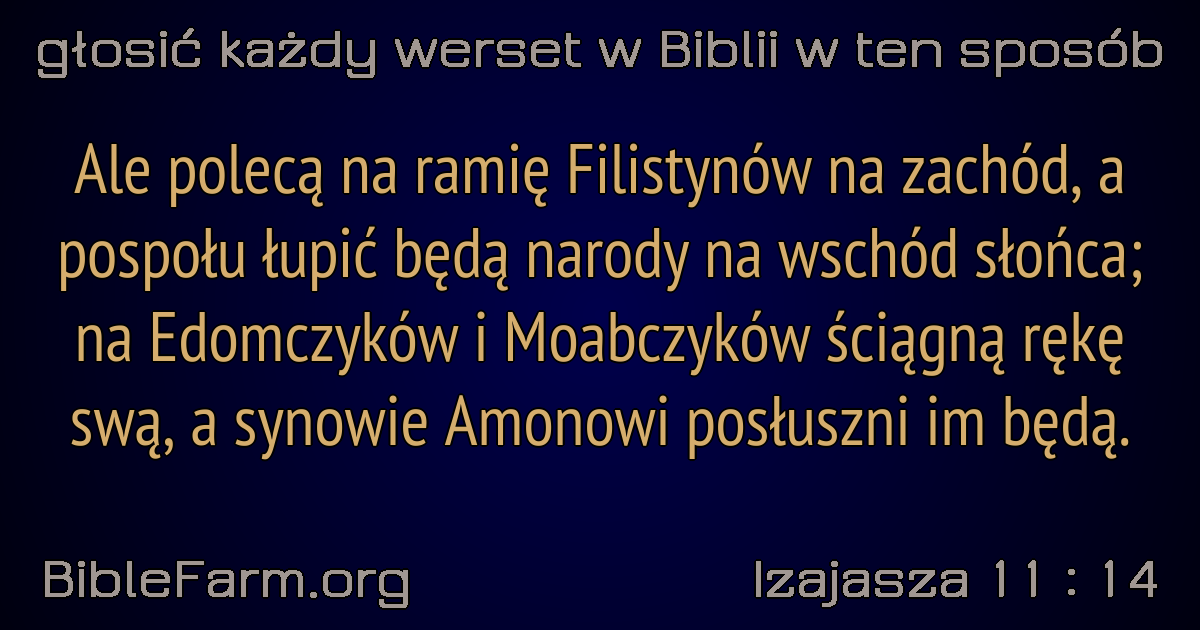 głosić każdy werset w Biblii w ten sposób
Ale polecą na ramię Filistynów na zachód, a
pospołu łupić będą narody na wschód słońca;
na Edomczyków i Moabczyków ściągną rękę
swą, a synowie Amonowi posłuszni im będą.
BibleFarm.org
Izajasza 11 : 14